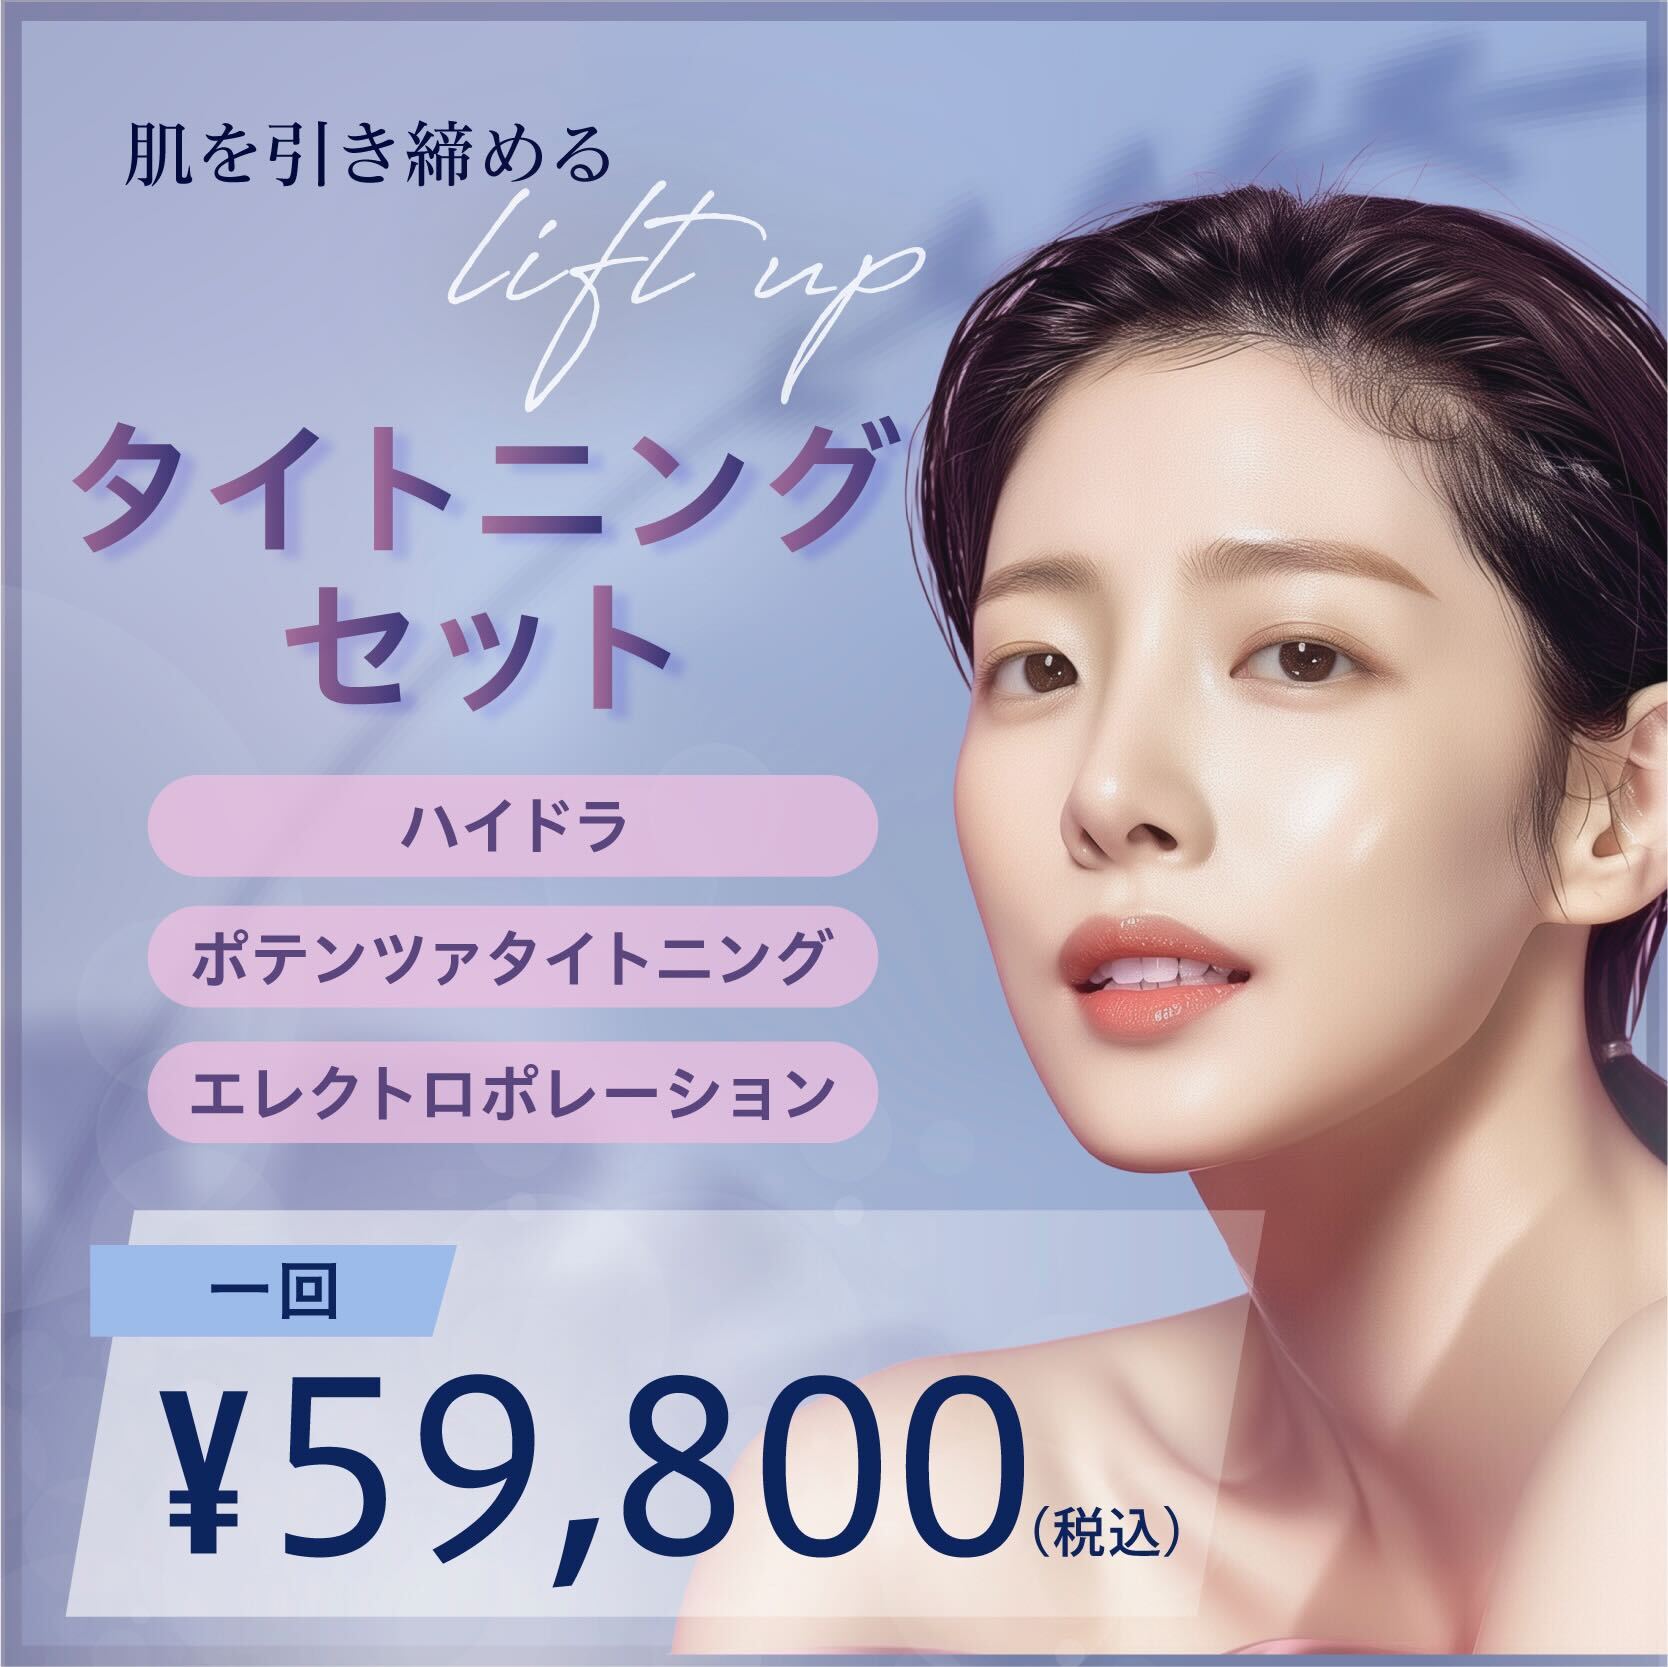 肌を引き締める
lift up
タイトニング
セット
ハイドラ
ポテンツァタイトニング
エレクトロポレーション
一回
¥59,800(税込)